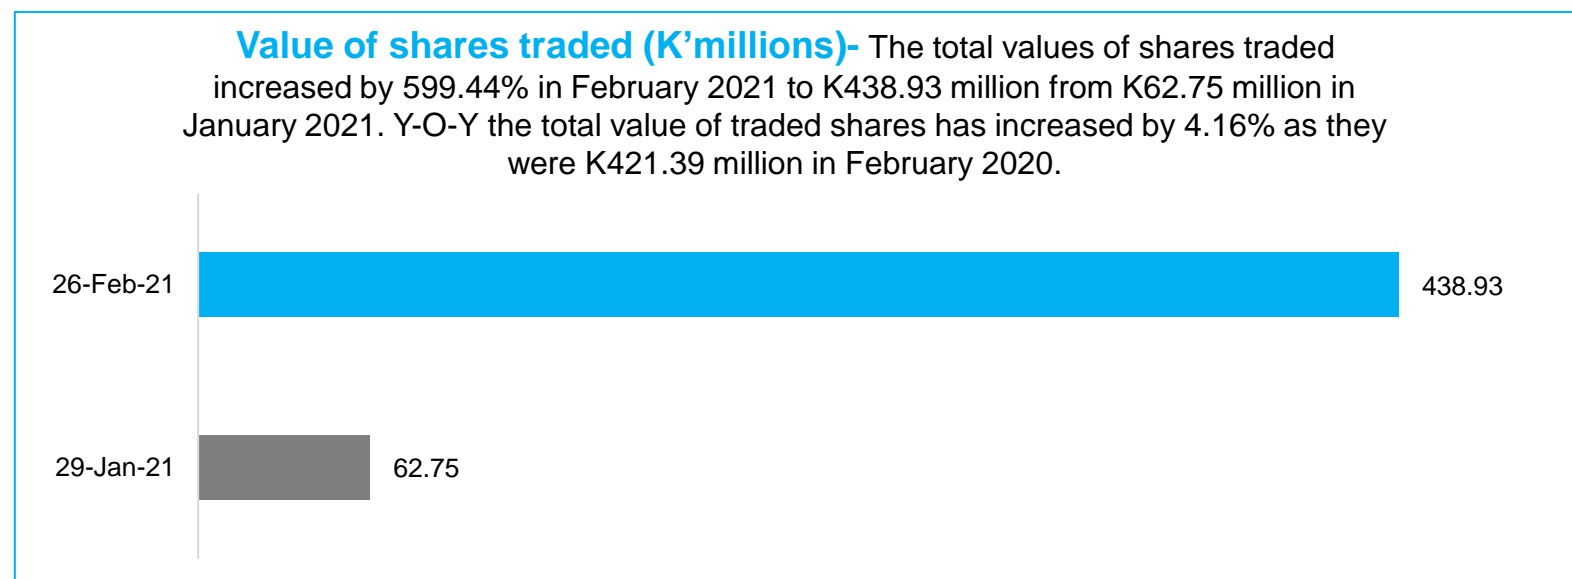 Value of shares traded (K’millions)- The total values of shares traded
increased by 599.44% in February 2021 to K438.93 million from K62.75 million in
January 2021. Y-O-Y the total value of traded shares has increased by 4.16% as they
were K421.39 million in February 2020.
26-Feb-21
438.93
29-Jan-21
62.75